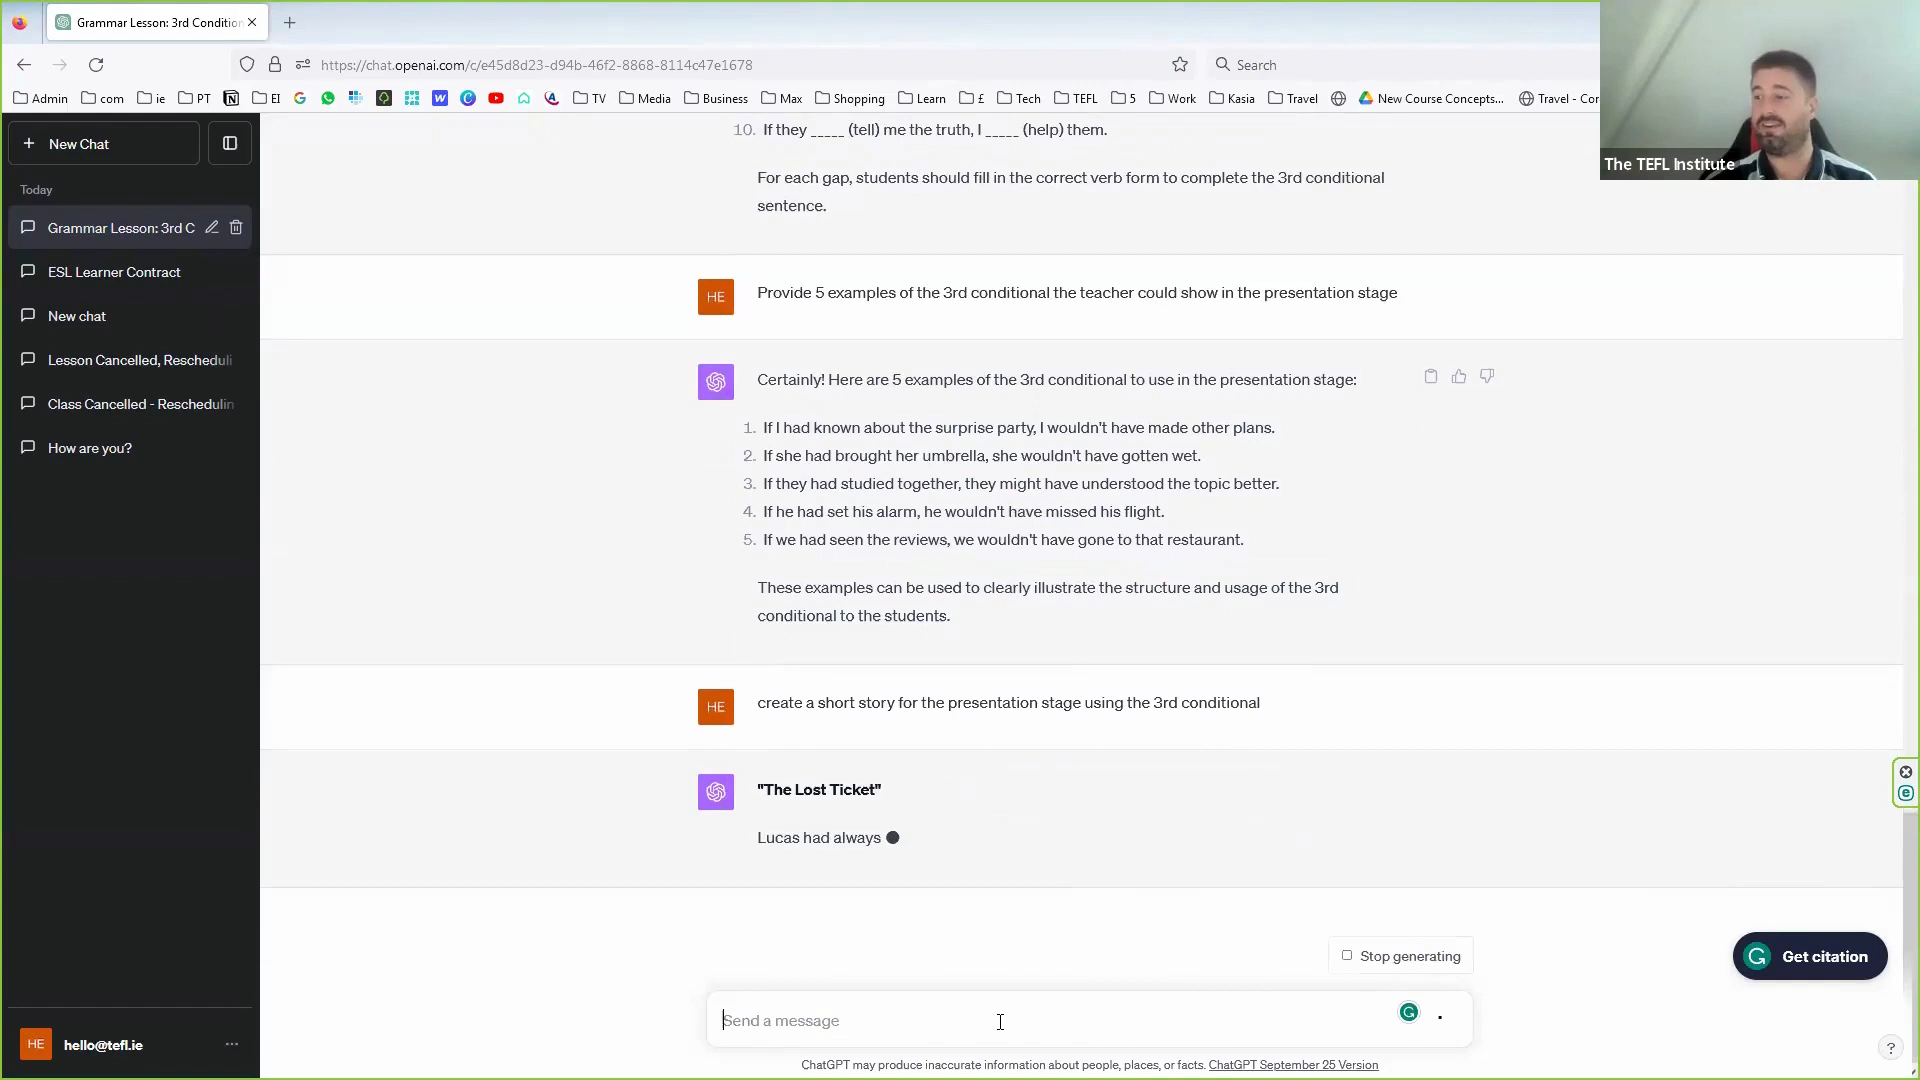 Grammar Lesson: 3rd Condition
https://chat.openai.com/c/e45d8d23-d94b-46f2-8868-8114c47e1678
Search
Admin com ie PT EI TV Media Business Max Shopping Learn £ Tech TEFL 5 Work Kasia Travel New Course Concepts... Travel - Cor
The TEFL Institute
New Chat
Today
Grammar Lesson: 3rd C
ESL Learner Contract
New chat
Lesson Cancelled, Rescheduli
Class Cancelled - Reschedulin
How are you?
HE hello@tefl.ie
10. If they _____ (tell) me the truth, I _____ (help) them.
For each gap, students should fill in the correct verb form to complete the 3rd conditional
sentence.
HE Provide 5 examples of the 3rd conditional the teacher could show in the presentation stage
Certainly! Here are 5 examples of the 3rd conditional to use in the presentation stage:
1. If I had known about the surprise party, I wouldn't have made other plans.
2. If she had brought her umbrella, she wouldn't have gotten wet.
3. If they had studied together, they might have understood the topic better.
4. If he had set his alarm, he wouldn't have missed his flight.
5. If we had seen the reviews, we wouldn't have gone to that restaurant.
These examples can be used to clearly illustrate the structure and usage of the 3rd
conditional to the students.
HE create a short story for the presentation stage using the 3rd conditional
"The Lost Ticket"
Lucas had always
Stop generating
Get citation
Send a message
ChatGPT may produce inaccurate information about people, places, or facts. ChatGPT September 25 Version
?